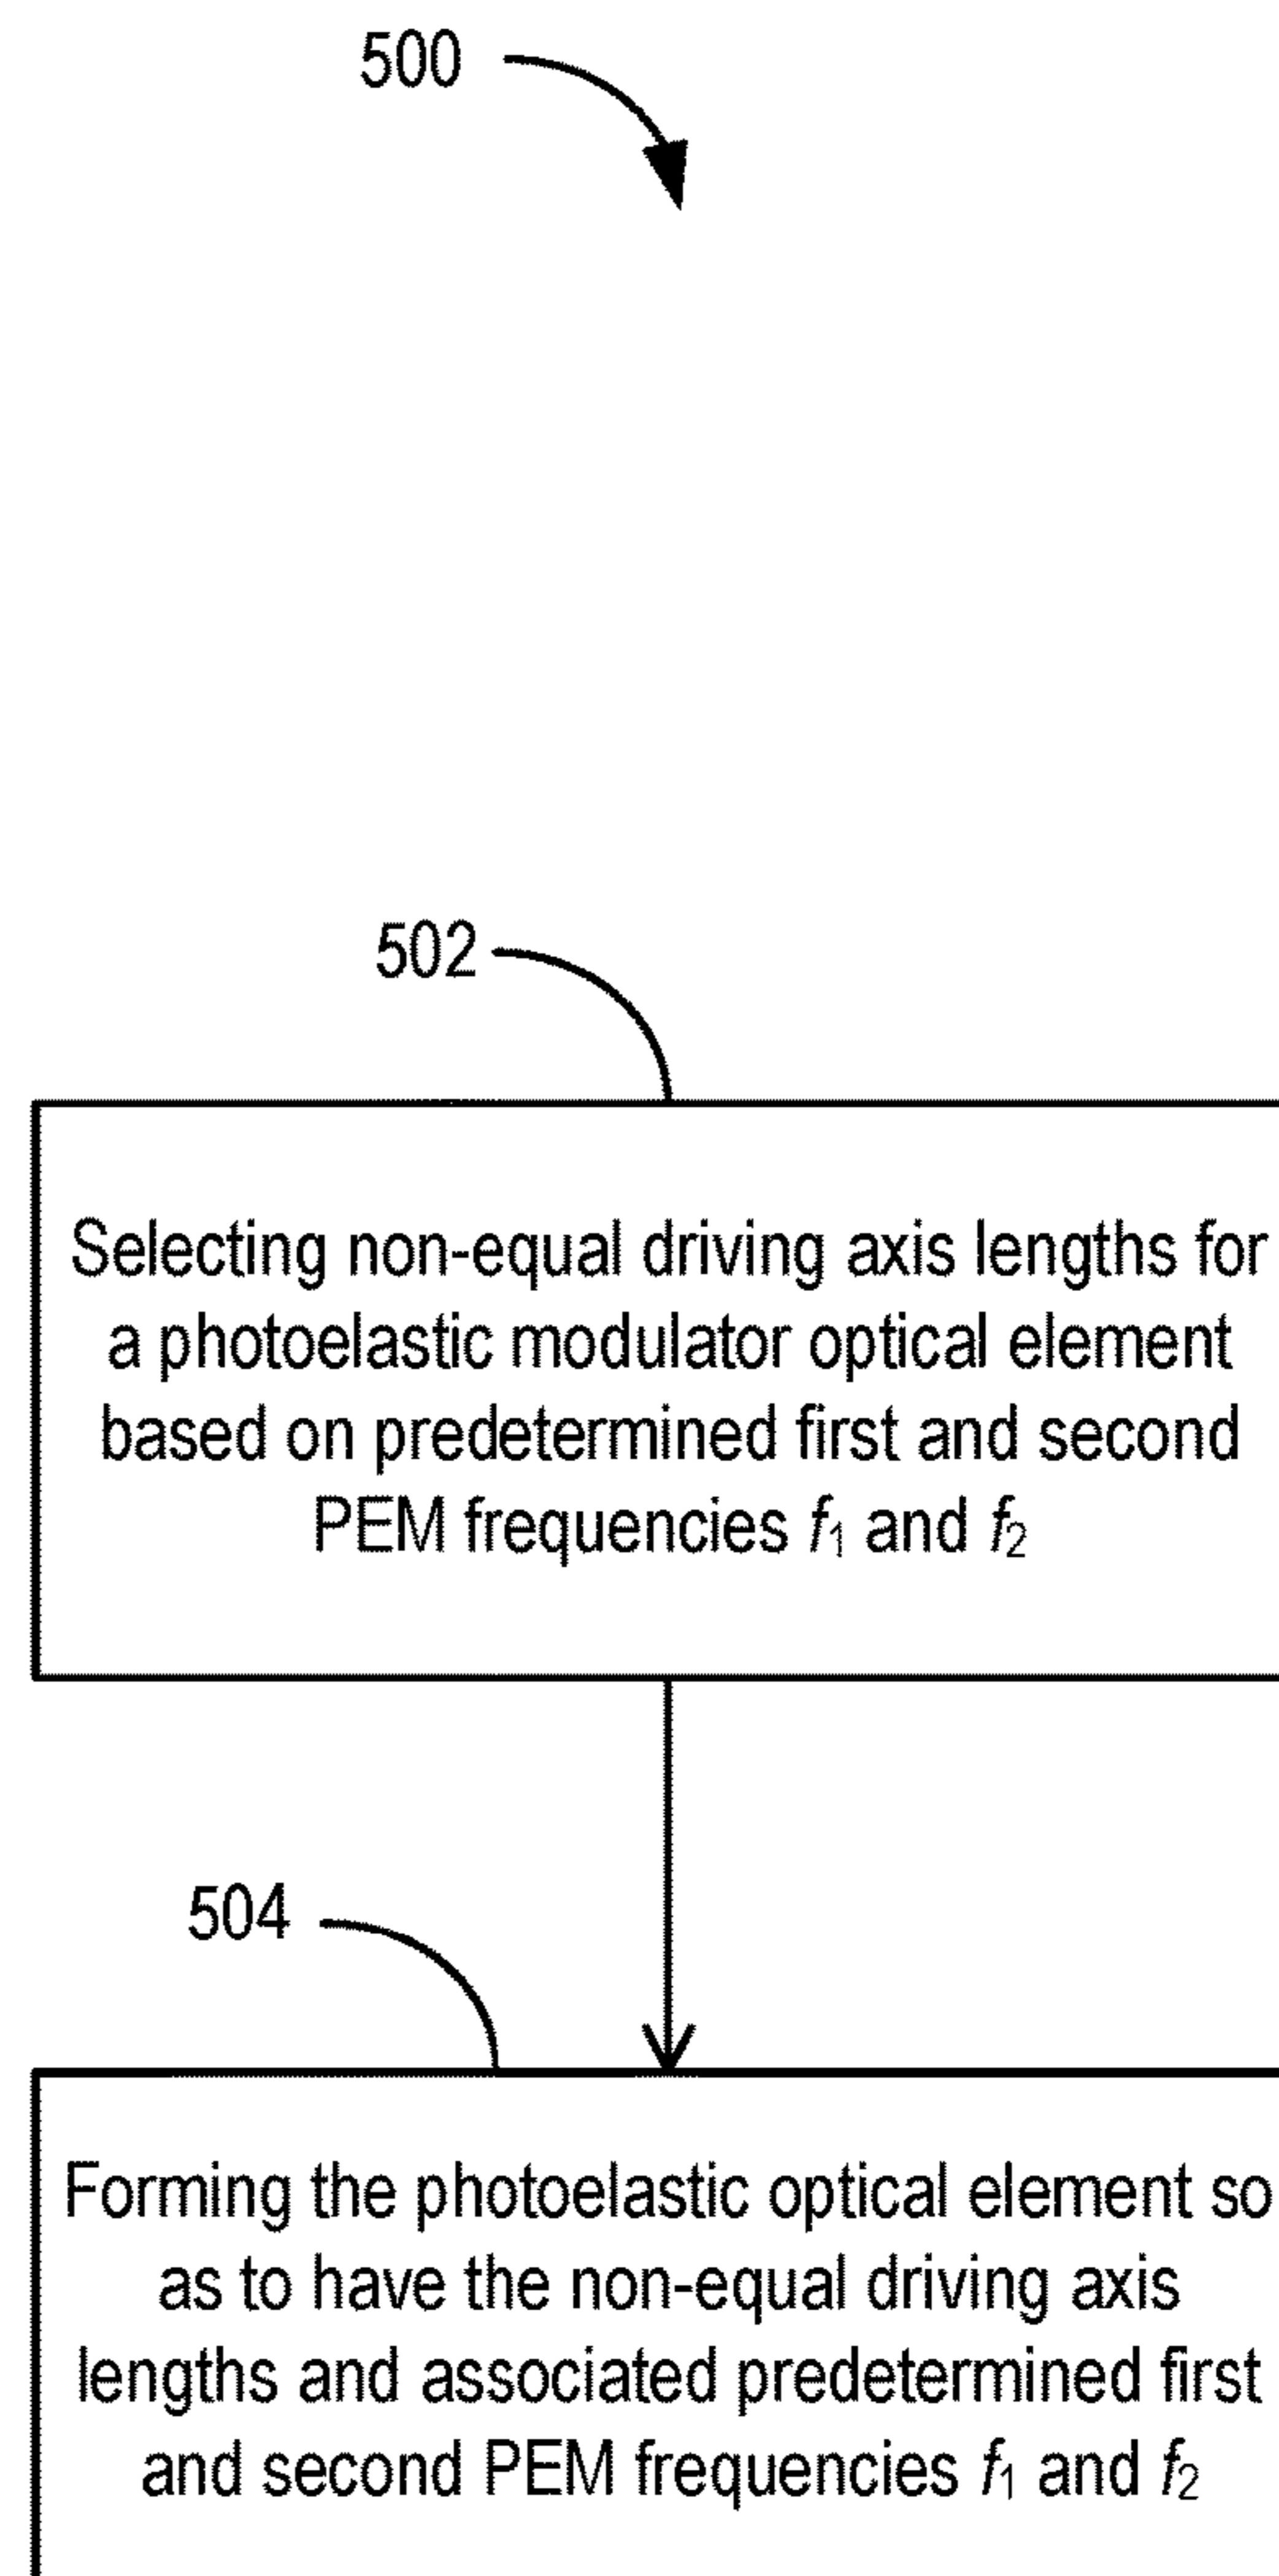 500
502
Selecting non-equal driving axis lengths for
a photoelastic modulator optical element
based on predetermined first and second
PEM frequencies f₁ and f₂
504
Forming the photoelastic optical element so
as to have the non-equal driving axis
lengths and associated predetermined first
and second PEM frequencies f₁ and f₂